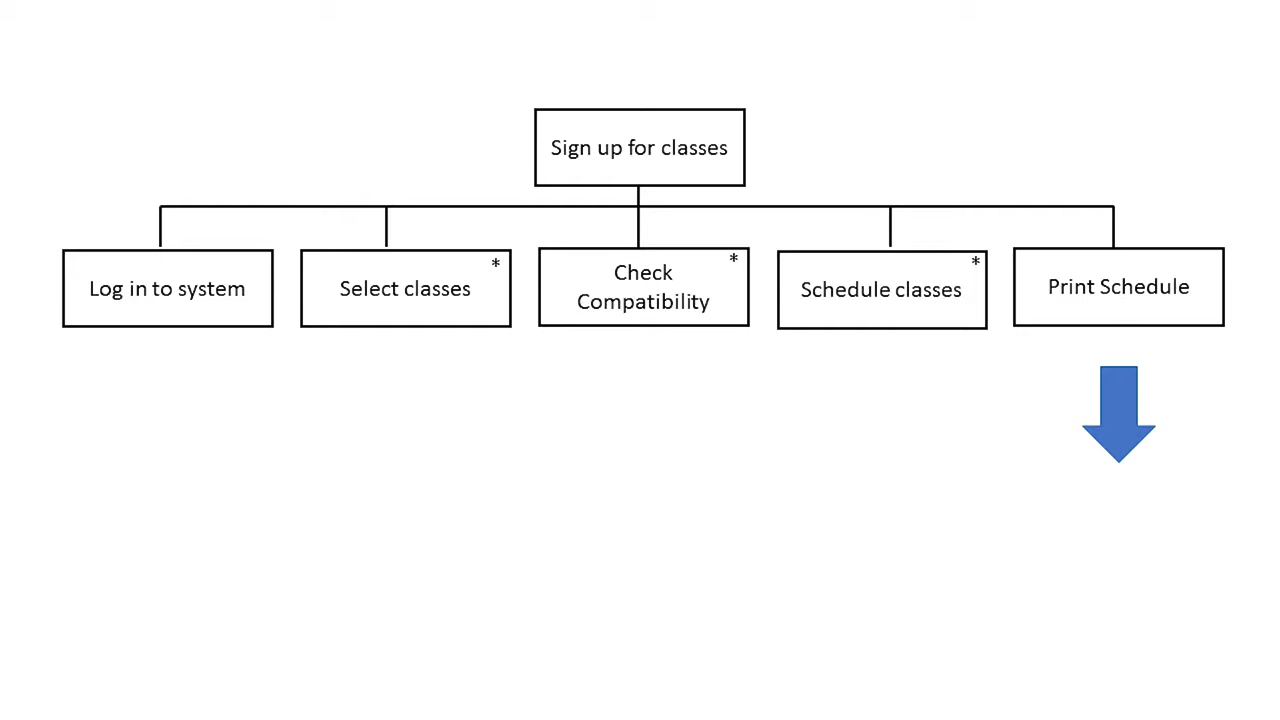 Sign up for classes
Log in to system
Select classes *
Check
Compatibility *
Schedule classes *
Print Schedule